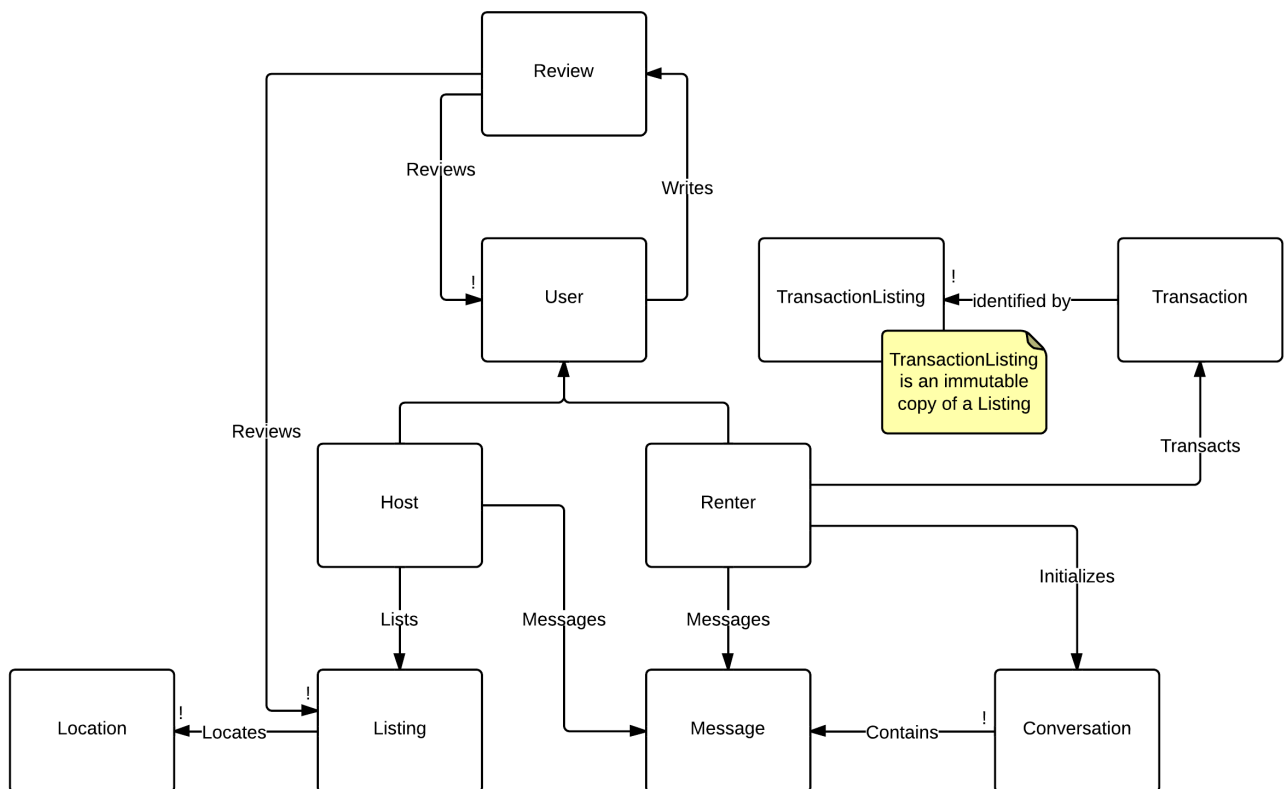 Review
Reviews
Writes
!
User
TransactionListing
!
identified by
Transaction
TransactionListing
is an immutable
copy of a Listing
Reviews
Transacts
Host
Renter
Initializes
Lists
Messages
Messages
!
!
!
Location
Locates
Listing
Message
Contains
Conversation